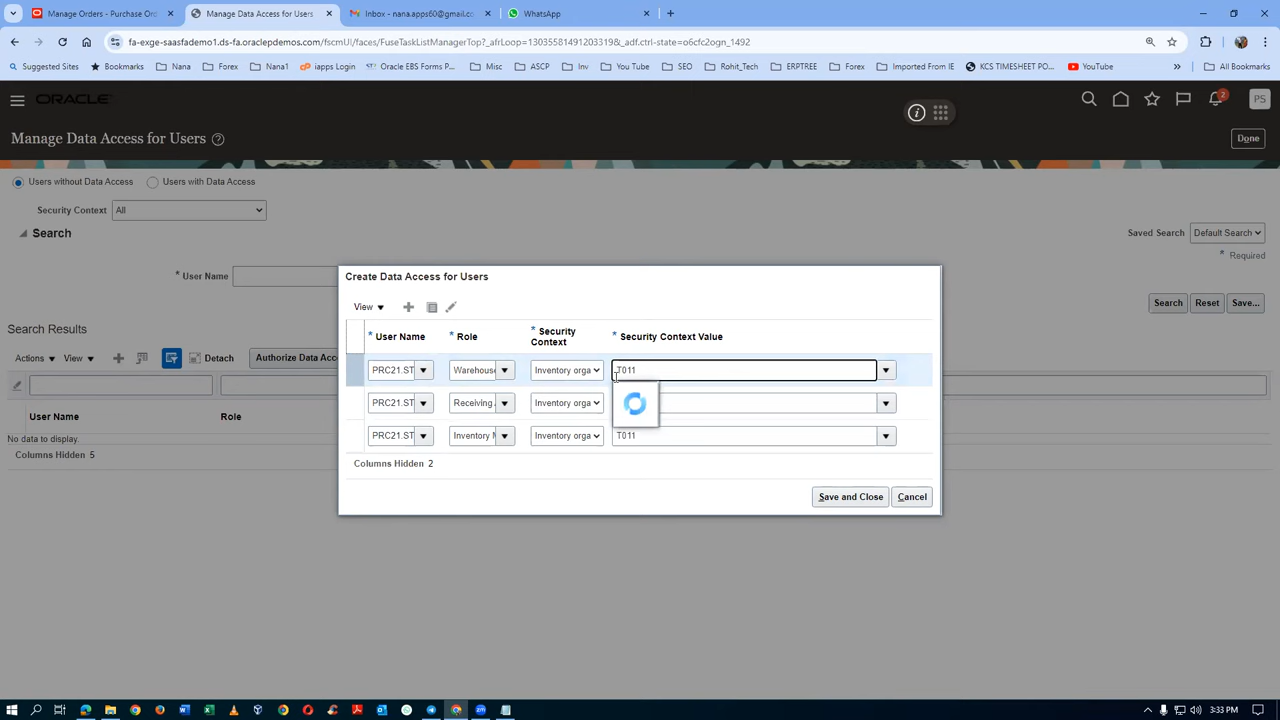 Manage Orders - Purchase Ord
Manage Data Access for Users
Inbox - nana.apps60@gmail.co
WhatsApp
fa-exge-saasfademo1.ds-fa.oraclepdemos.com/fscmUI/faces/FuseTaskListManagerTop?_afrLoop=13035581491203319&_adf.ctrl-state=o6cfc2ogn_1492
Suggested Sites
Bookmarks
Nana
Forex
Nana1
iapps Login
Oracle EBS Forms P...
Misc
ASCP
Inv
You Tube
SEO
Rohit_Tech
ERPTREE
Forex
Imported From IE
KCS TIMESHEET PO...
YouTube
»
All Bookmarks
ORACLE
2
PS
Manage Data Access for Users
Done
Users without Data Access
Users with Data Access
Security Context
All
Search
Saved Search
Default Search
* Required
* User Name
Search
Reset
Save...
Search Results
Actions
View
Detach
Authorize Data Acc
User Name
Role
No data to display.
Columns Hidden 5
Create Data Access for Users
View
* User Name
* Role
* Security Context
* Security Context Value
PRC21.ST
Warehous
Inventory orga
T011
PRC21.ST
Receiving
Inventory orga
PRC21.ST
Inventory M
Inventory orga
T011
Columns Hidden 2
Save and Close
Cancel
3:33 PM